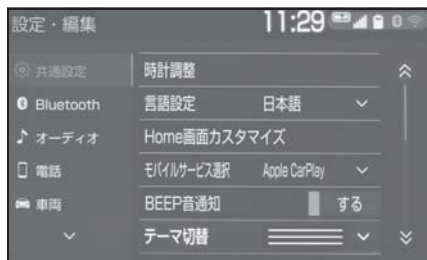 設定・編集
11:29
共通設定
Bluetooth
オーディオ
電話
車両
時計調整
言語設定 日本語
Home画面カスタマイズ
モバイルサービス選択 Apple CarPlay
BEEP音通知 する
テーマ切替